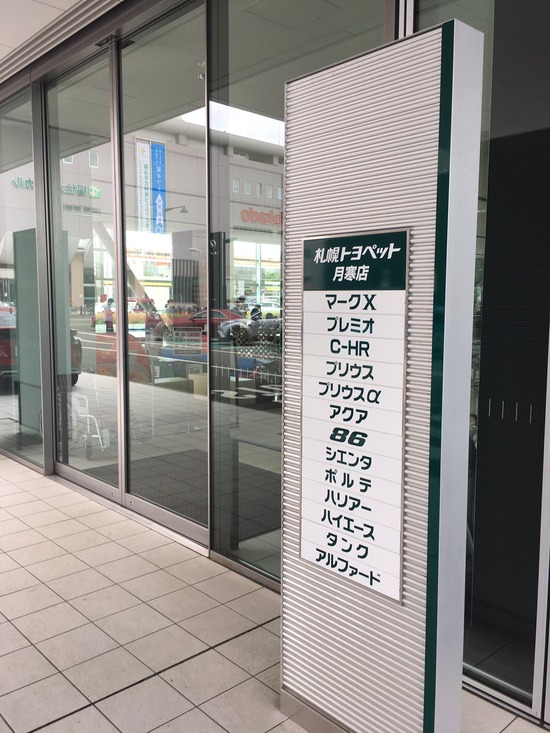 札幌トヨペット
月寒店
マークX
プレミオ
C-HR
プリウス
プリウスα
アクア
86
シエンタ
ポルテ
ハリアー
ハイエース
タンク
アルファード